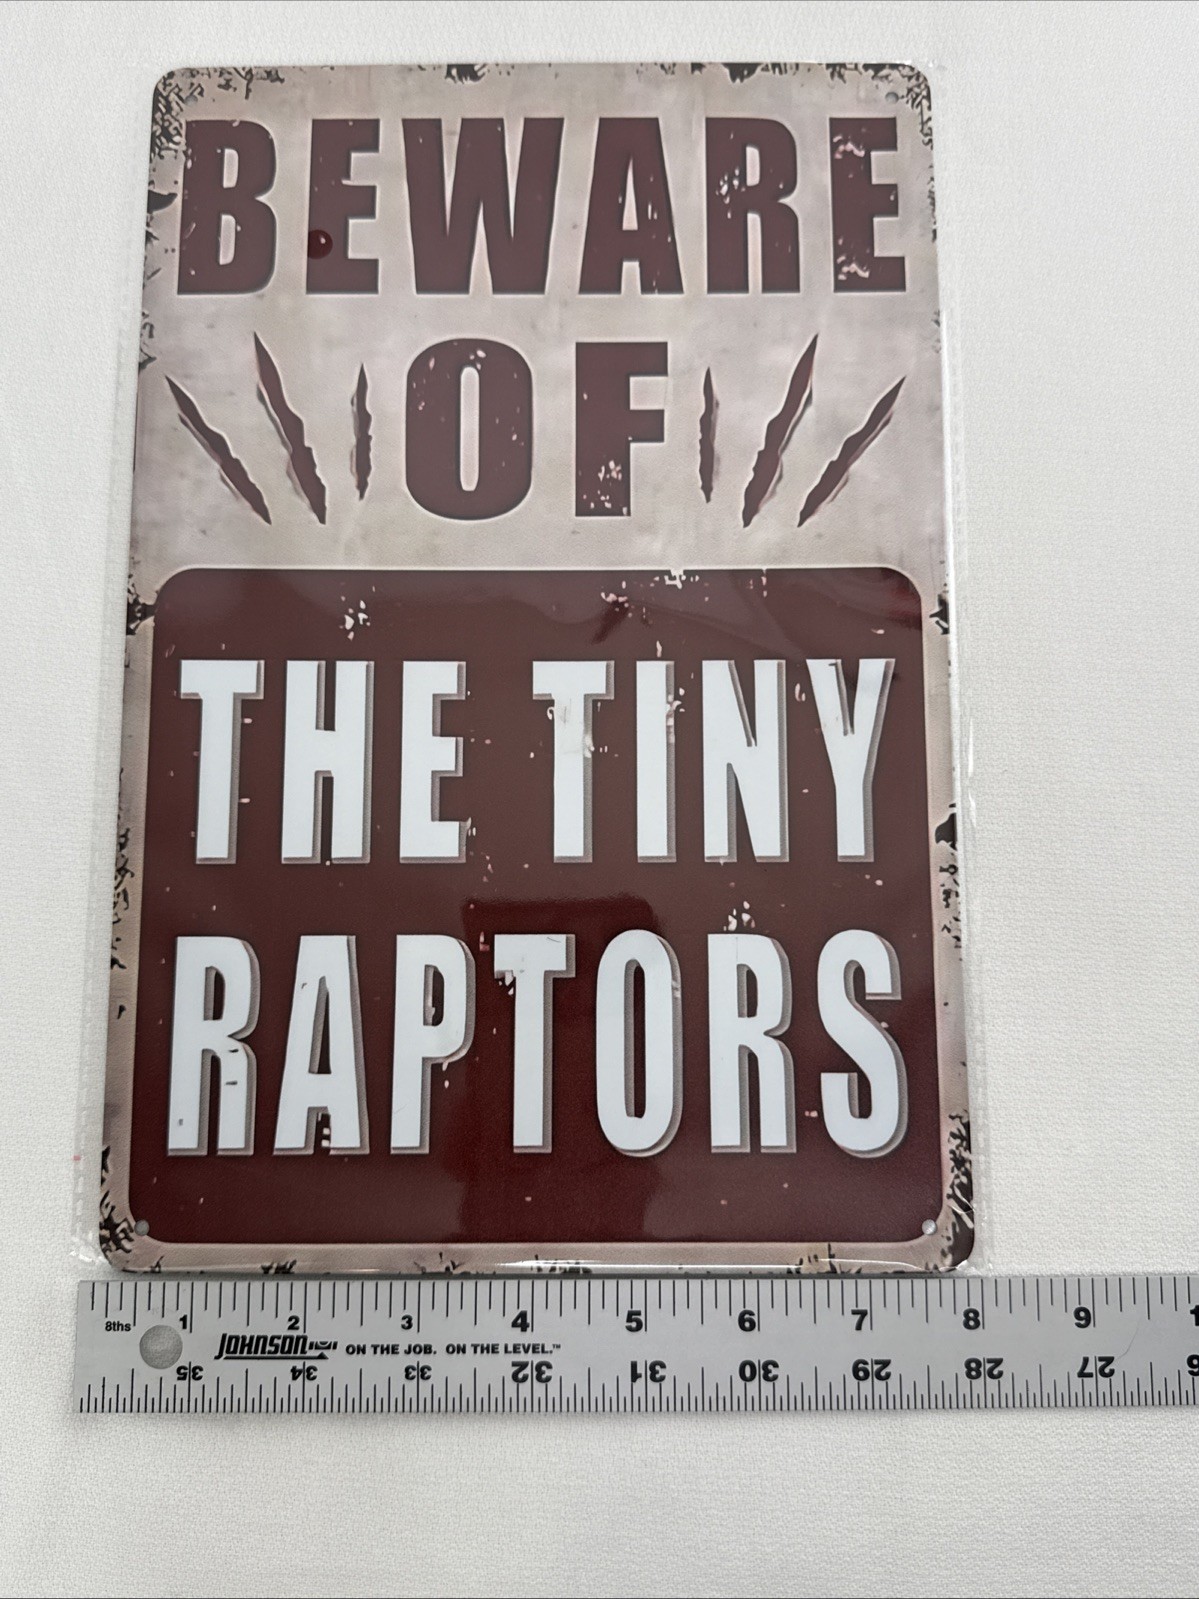 BEWARE
OF
THE TINY
RAPTORS
8ths 1 2 3 4 5 6 7 8 9 1
JOHNSON ON THE JOB. ON THE LEVEL.™
35 34 33 32 31 30 29 28 27